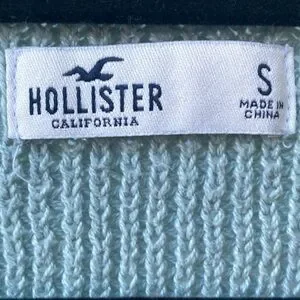 HOLLISTER
CALIFORNIA
S
MADE IN
CHINA